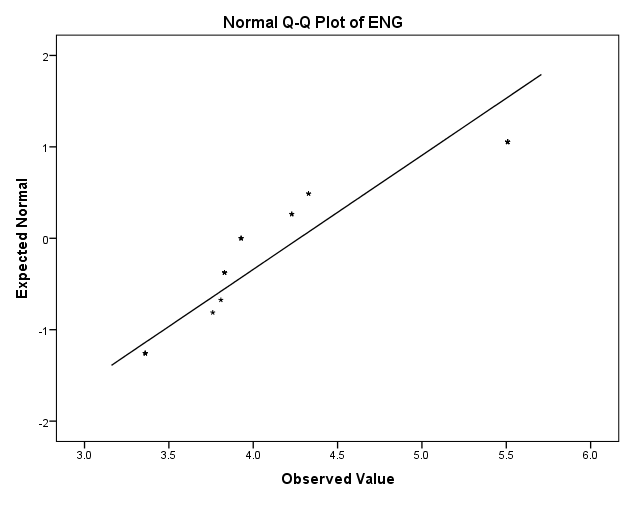 Normal Q-Q Plot of ENG
2
1
0
-1
-2
Expected Normal
3.0 3.5 4.0 4.5 5.0 5.5 6.0
Observed Value